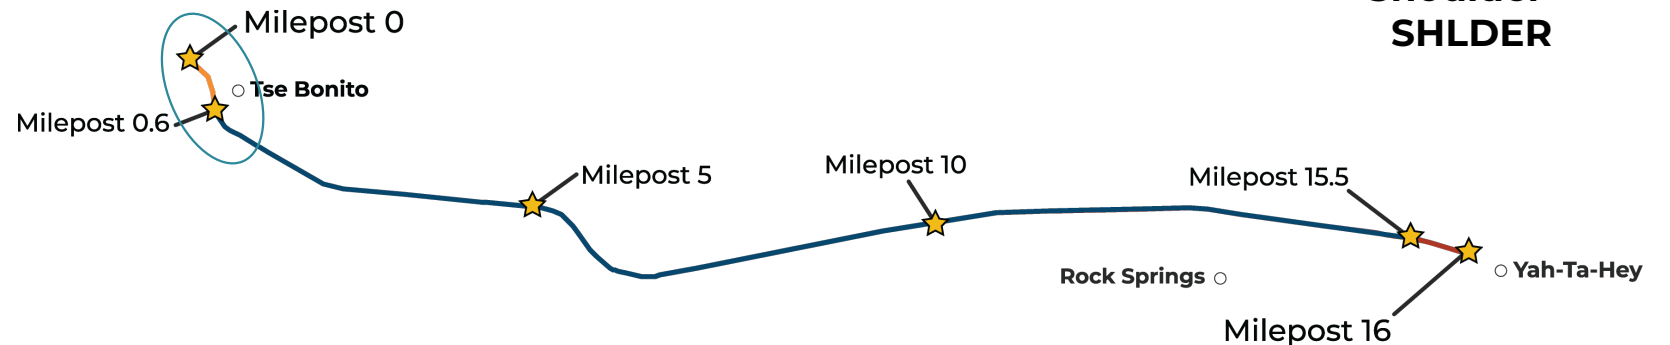 SHLDER
Milepost 0
Tse Bonito
Milepost 0.6
Milepost 5
Milepost 10
Milepost 15.5
Rock Springs
Yah-Ta-Hey
Milepost 16